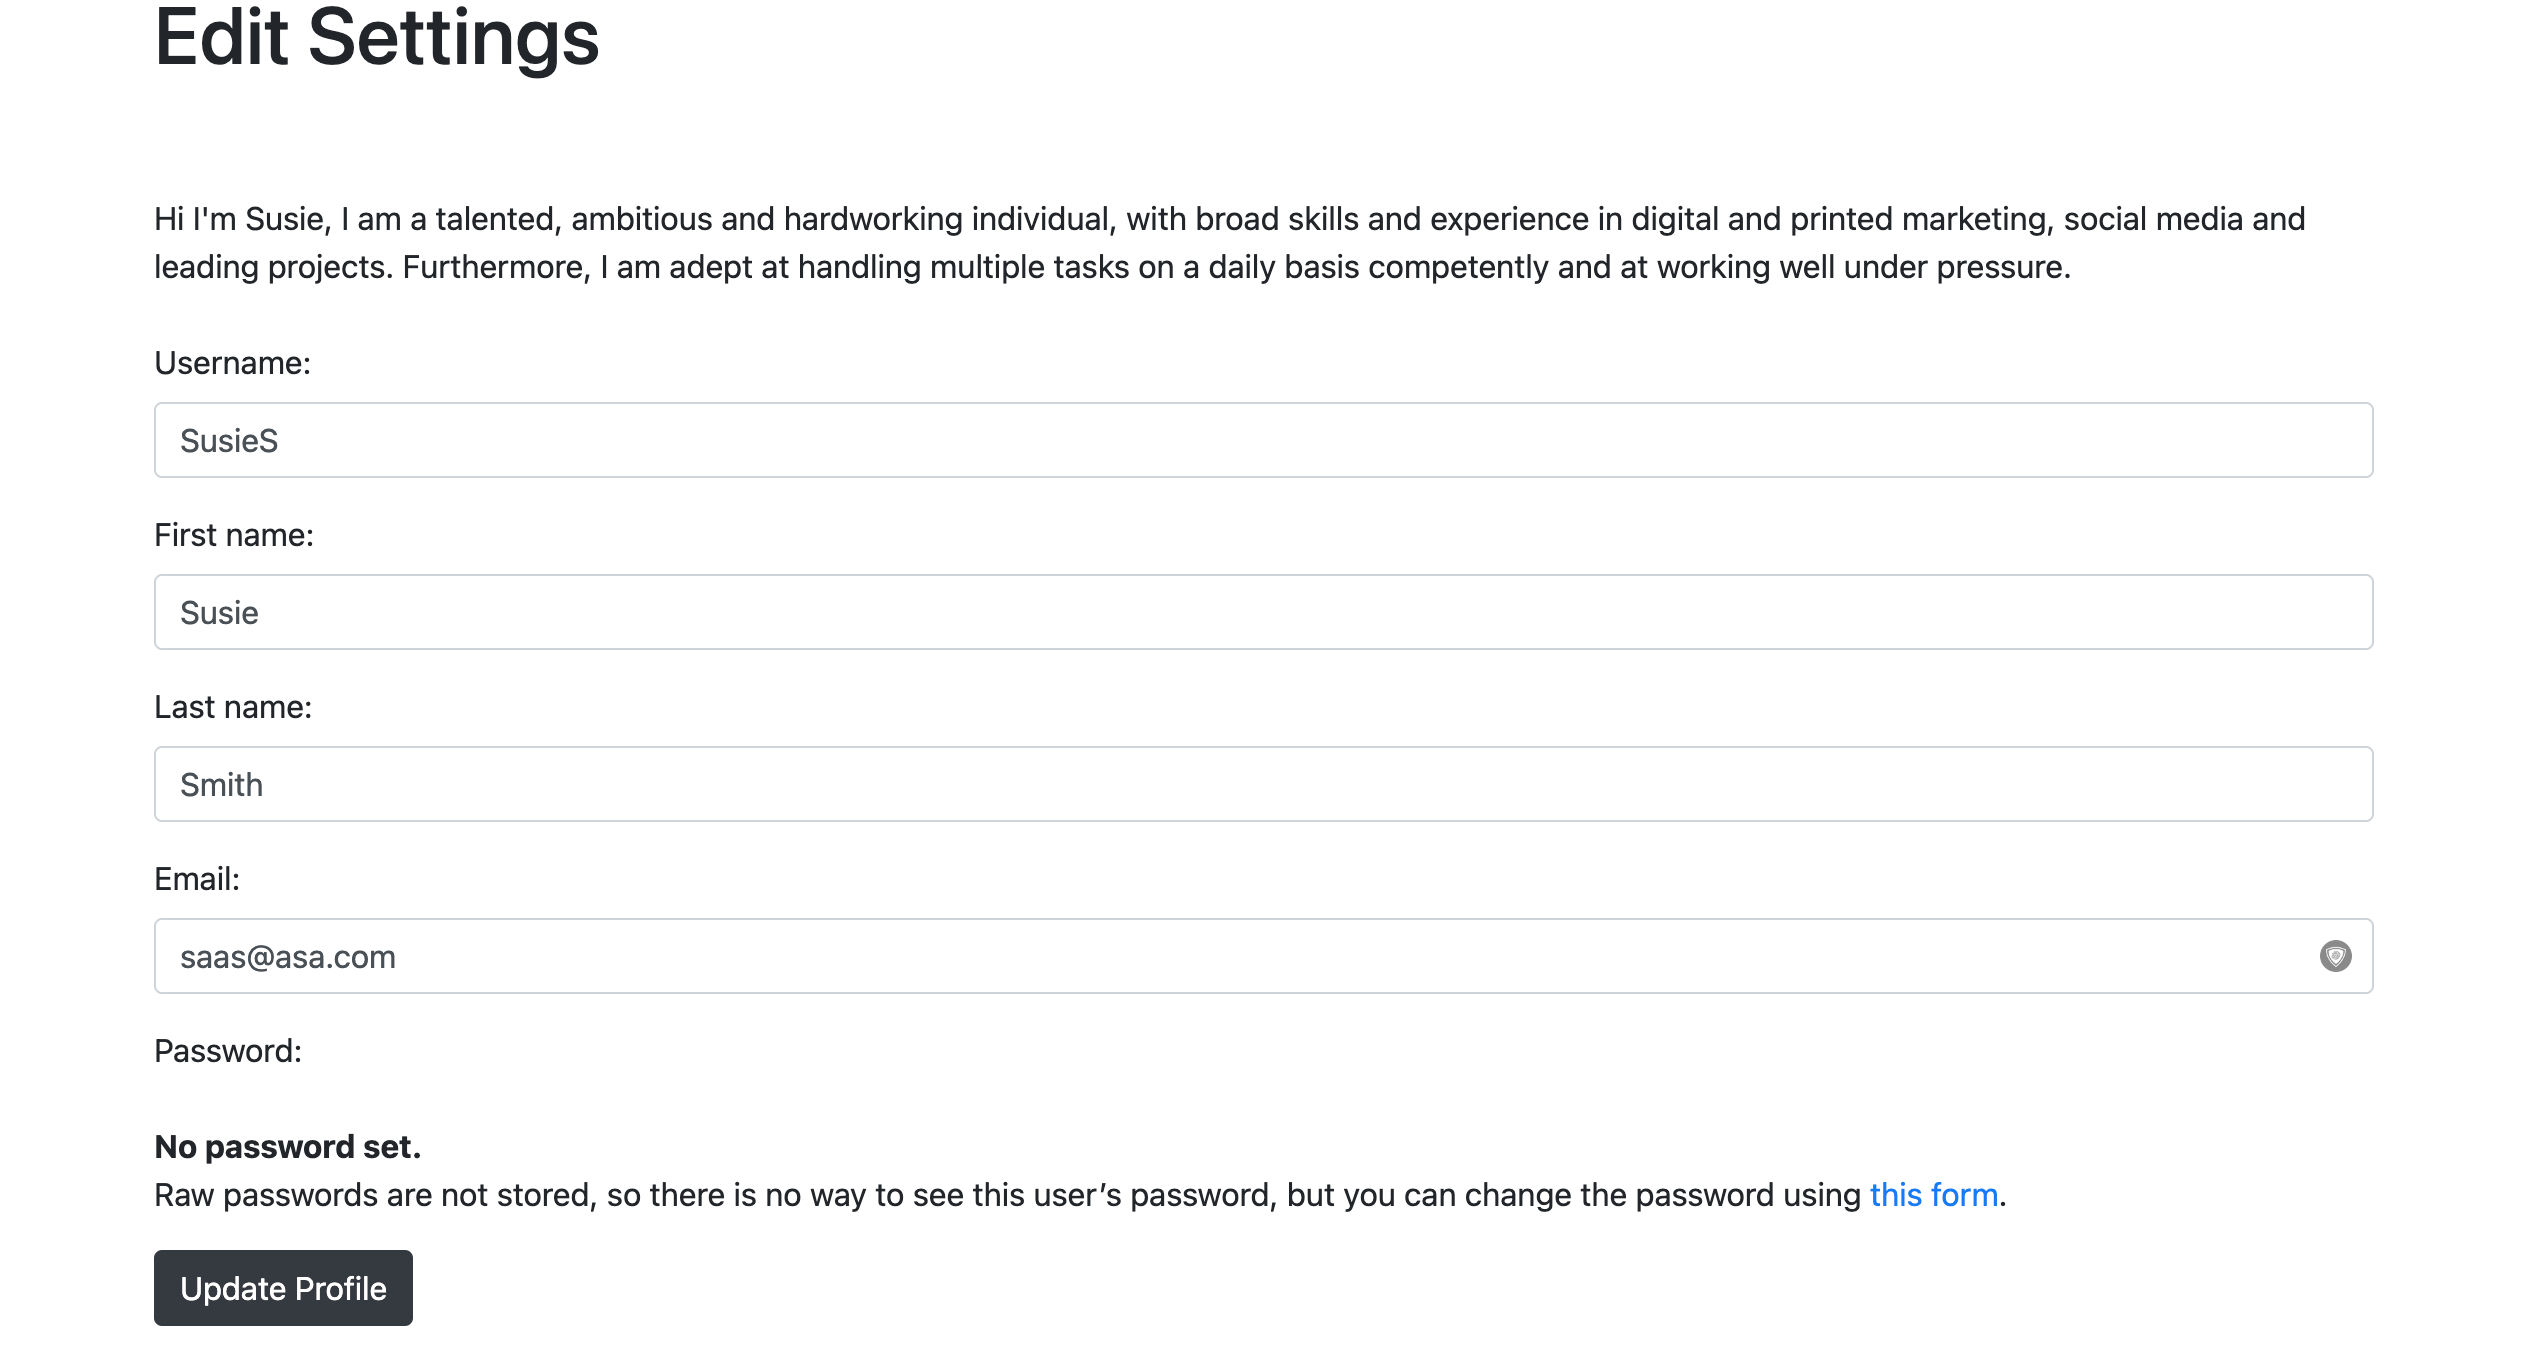 Edit Settings
Hi I'm Susie, I am a talented, ambitious and hardworking individual, with broad skills and experience in digital and printed marketing, social media and
leading projects. Furthermore, I am adept at handling multiple tasks on a daily basis competently and at working well under pressure.
Username:
SusieS
First name:
Susie
Last name:
Smith
Email:
saas@asa.com
Password:
No password set.
Raw passwords are not stored, so there is no way to see this user’s password, but you can change the password using this form.
Update Profile